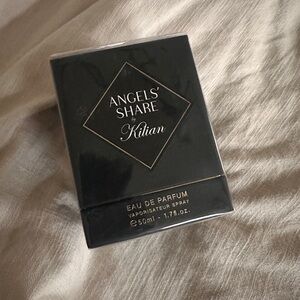 ANGELS'
SHARE
by
Kilian
EAU DE PARFUM
VAPORISATEUR SPRAY
℮50ml - 1.7fl.oz.